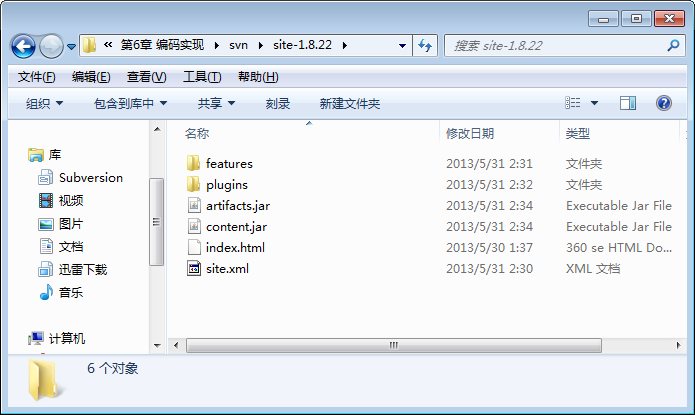 « 第6章 编码实现 ▸ svn ▸ site-1.8.22 ▸
搜索 site-1.8.22
文件(F) 编辑(E) 查看(V) 工具(T) 帮助(H)
组织 包含到库中 共享 刻录 新建文件夹
库
Subversion
视频
图片
文档
迅雷下载
音乐
计算机
名称 修改日期 类型
features 2013/5/31 2:31 文件夹
plugins 2013/5/31 2:32 文件夹
artifacts.jar 2013/5/31 2:34 Executable Jar File
content.jar 2013/5/31 2:34 Executable Jar File
index.html 2013/5/30 1:37 360 se HTML Do...
site.xml 2013/5/31 2:30 XML 文档
6 个对象